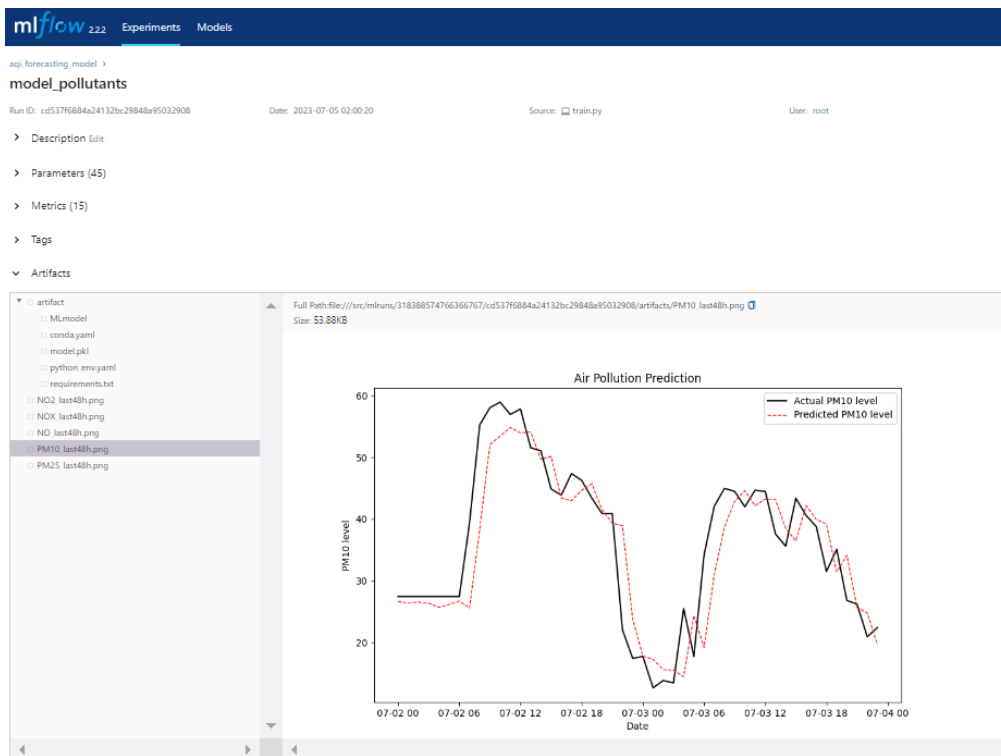 mlflow 2.2.2 Experiments Models
aqi_forecasting_model >
model_pollutants
Run ID: cd537f6884a24132bc29848a95032908 Date: 2023-07-05 02:00:20 Source: train.py User: root
Description Edit
Parameters (45)
Metrics (15)
Tags
Artifacts
artifact
MLmodel
conda.yaml
model.pkl
python_env.yaml
requirements.txt
NO2_last48h.png
NOX_last48h.png
NO_last48h.png
PM10_last48h.png
PM25_last48h.png
Full Path:file:///src/mlruns/318388574766366767/cd537f6884a24132bc29848a95032908/artifacts/PM10_last48h.png
Size: 53.88KB
Air Pollution Prediction
Actual PM10 level
Predicted PM10 level
60
50
40
30
20
PM10 level
07-02 00 07-02 06 07-02 12 07-02 18 07-03 00 07-03 06 07-03 12 07-03 18 07-04 00
Date